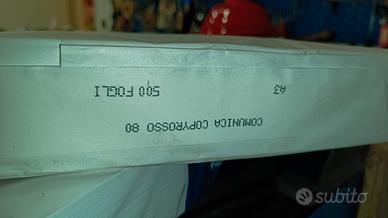 COMUNICA COPYROSSO 80
A3 500 FOGLI
subito